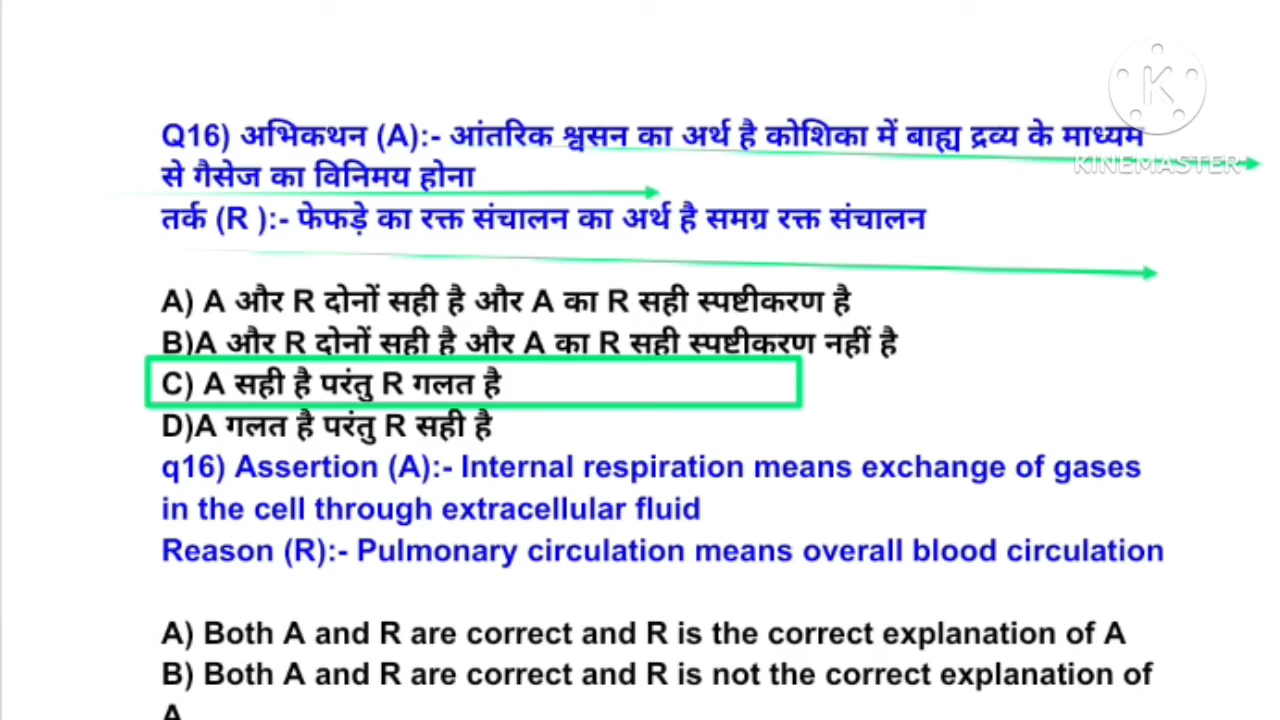 Q16) अभिकथन (A):- आंतरिक श्वसन का अर्थ है कोशिका में बाह्य द्रव्य के माध्यम
से गैसेज का विनिमय होना
तर्क (R ):- फेफड़े का रक्त संचालन का अर्थ है समग्र रक्त संचालन
A) A और R दोनों सही है और A का R सही स्पष्टीकरण है
B)A और R दोनों सही है और A का R सही स्पष्टीकरण नहीं है
C) A सही है परंतु R गलत है
D)A गलत है परंतु R सही है
q16) Assertion (A):- Internal respiration means exchange of gases
in the cell through extracellular fluid
Reason (R):- Pulmonary circulation means overall blood circulation
A) Both A and R are correct and R is the correct explanation of A
B) Both A and R are correct and R is not the correct explanation of
A
K
KINEMASTER